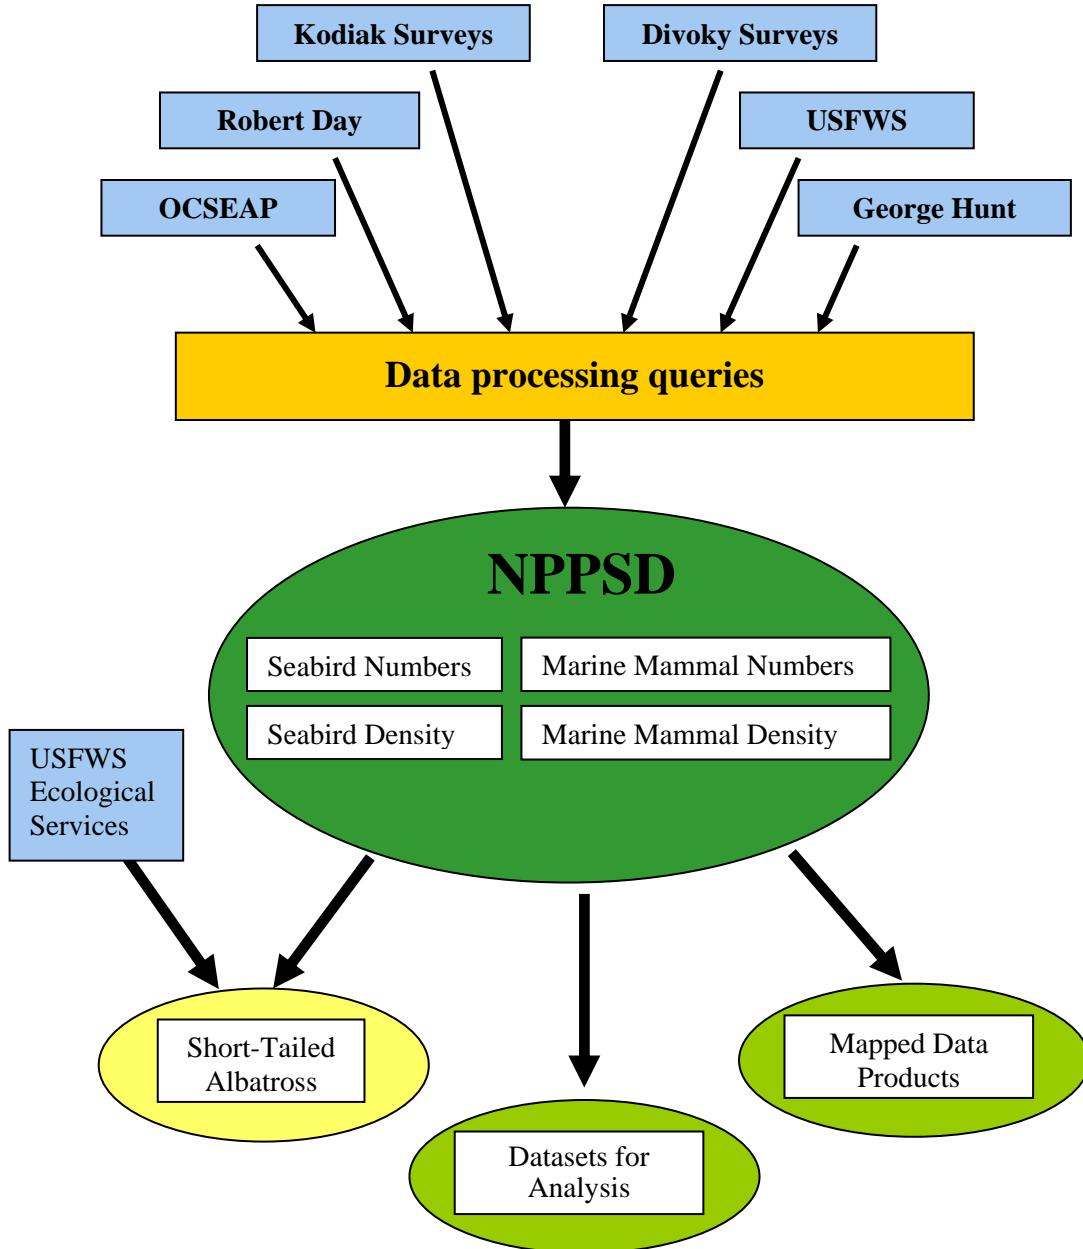 Kodiak Surveys
Divoky Surveys
Robert Day
USFWS
OCSEAP
George Hunt
Data processing queries
NPPSD
Seabird Numbers
Marine Mammal Numbers
Seabird Density
Marine Mammal Density
USFWS
Ecological
Services
Short-Tailed
Albatross
Mapped Data
Products
Datasets for
Analysis